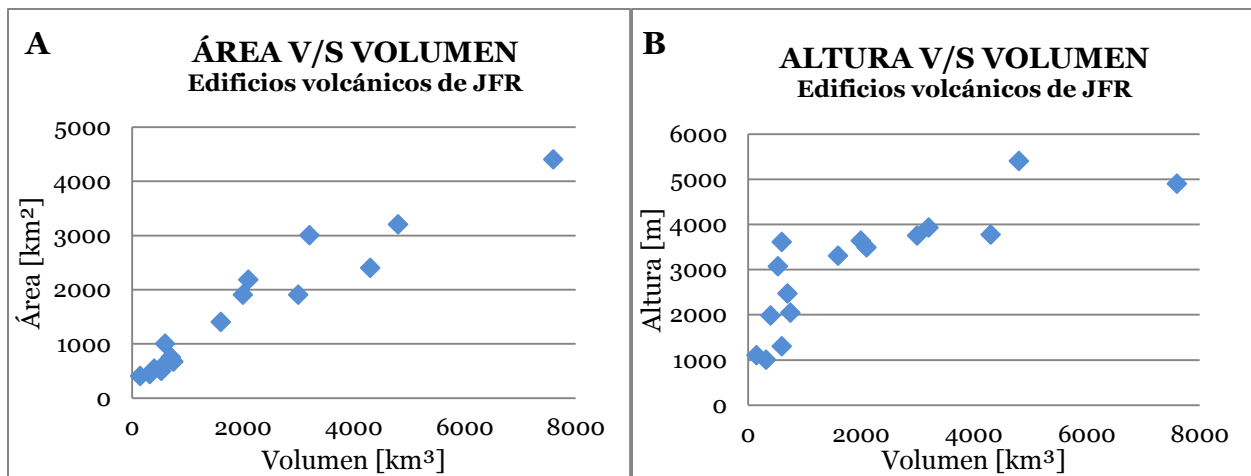 A
ÁREA V/S VOLUMEN
Edificios volcánicos de JFR
5000
4000
3000
2000
1000
0
Área [km²]
0 2000 4000 6000 8000
Volumen [km³]
B
ALTURA V/S VOLUMEN
Edificios volcánicos de JFR
6000
5000
4000
3000
2000
1000
0
Altura [m]
0 2000 4000 6000 8000
Volumen [km³]